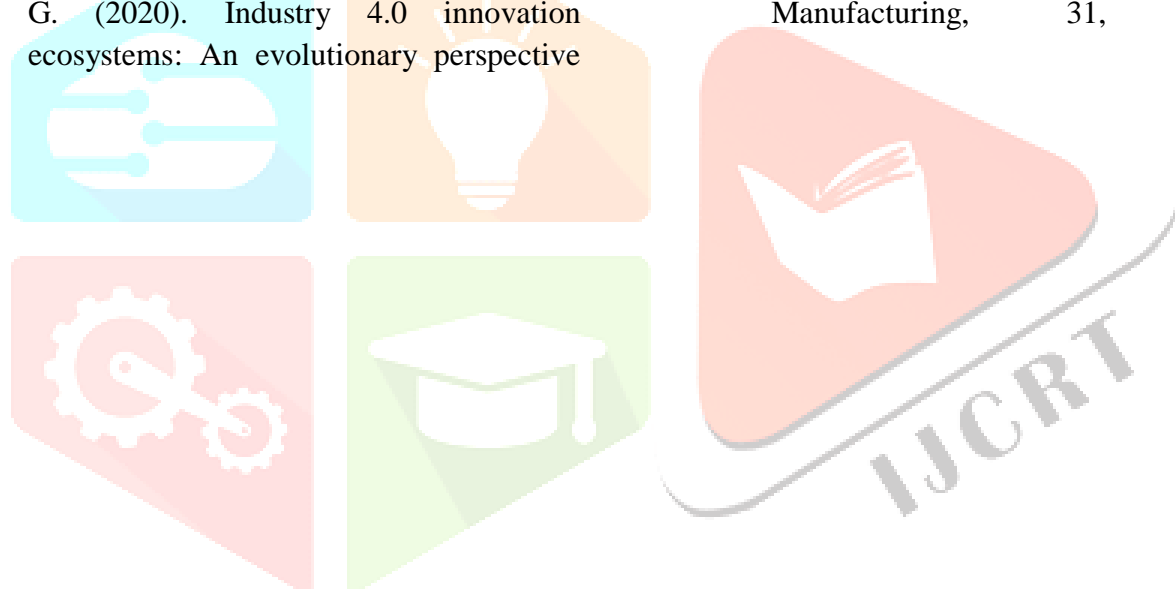 G. (2020). Industry 4.0 innovation
ecosystems: An evolutionary perspective
Manufacturing, 31,
IJCRT